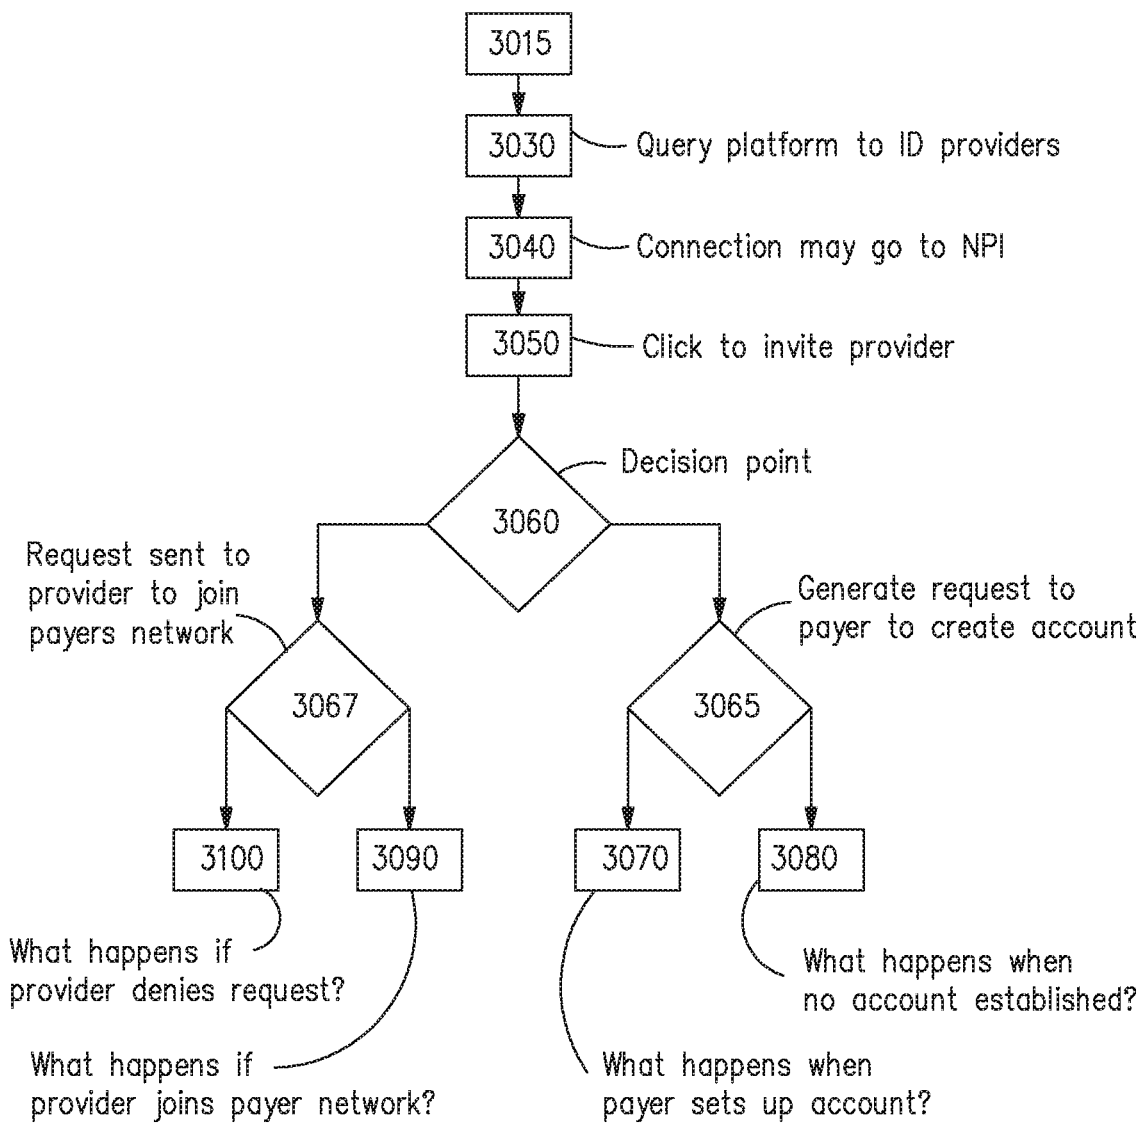 3015
3030
Query platform to ID providers
3040
Connection may go to NPI
3050
Click to invite provider
Decision point
3060
Request sent to
provider to join
payers network
Generate request to
payer to create account
3067
3065
3100
3090
3070
3080
What happens if
provider denies request?
What happens when
no account established?
What happens if
provider joins payer network?
What happens when
payer sets up account?